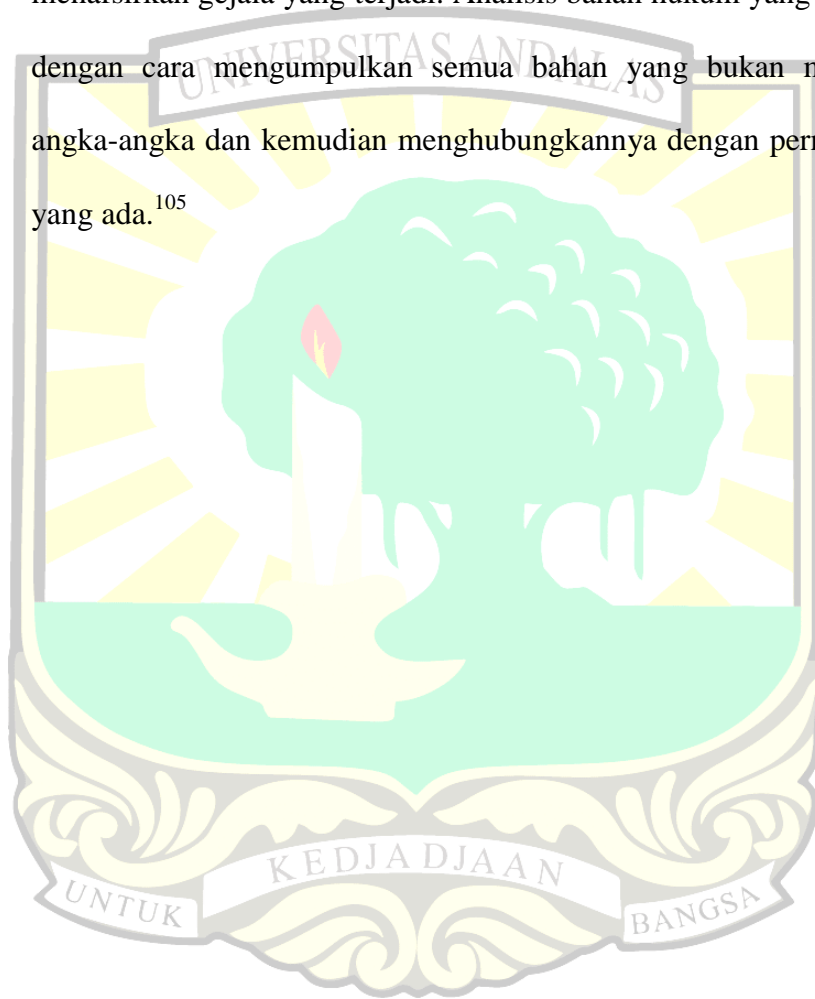 menafsirkan gejala yang terjadi. Analisis bahan hukum yang
dengan cara mengumpulkan semua bahan yang bukan
angka-angka dan kemudian menghubungkannya dengan
yang ada.105
UNIVERSITAS ANDALAS
KEDJADJAAN
UNTUK
BANGSA